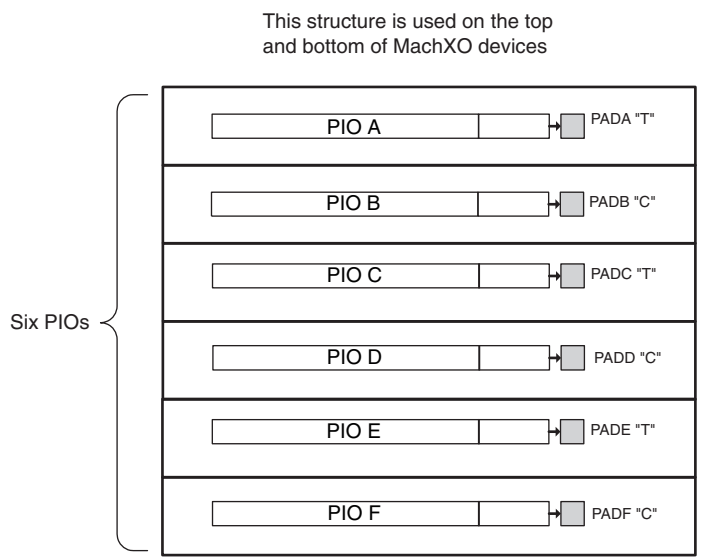 This structure is used on the top
and bottom of MachXO devices
PIO A
PADA "T"
PIO B
PADB "C"
PIO C
PADC "T"
Six PIOs
PIO D
PADD "C"
PIO E
PADE "T"
PIO F
PADF "C"